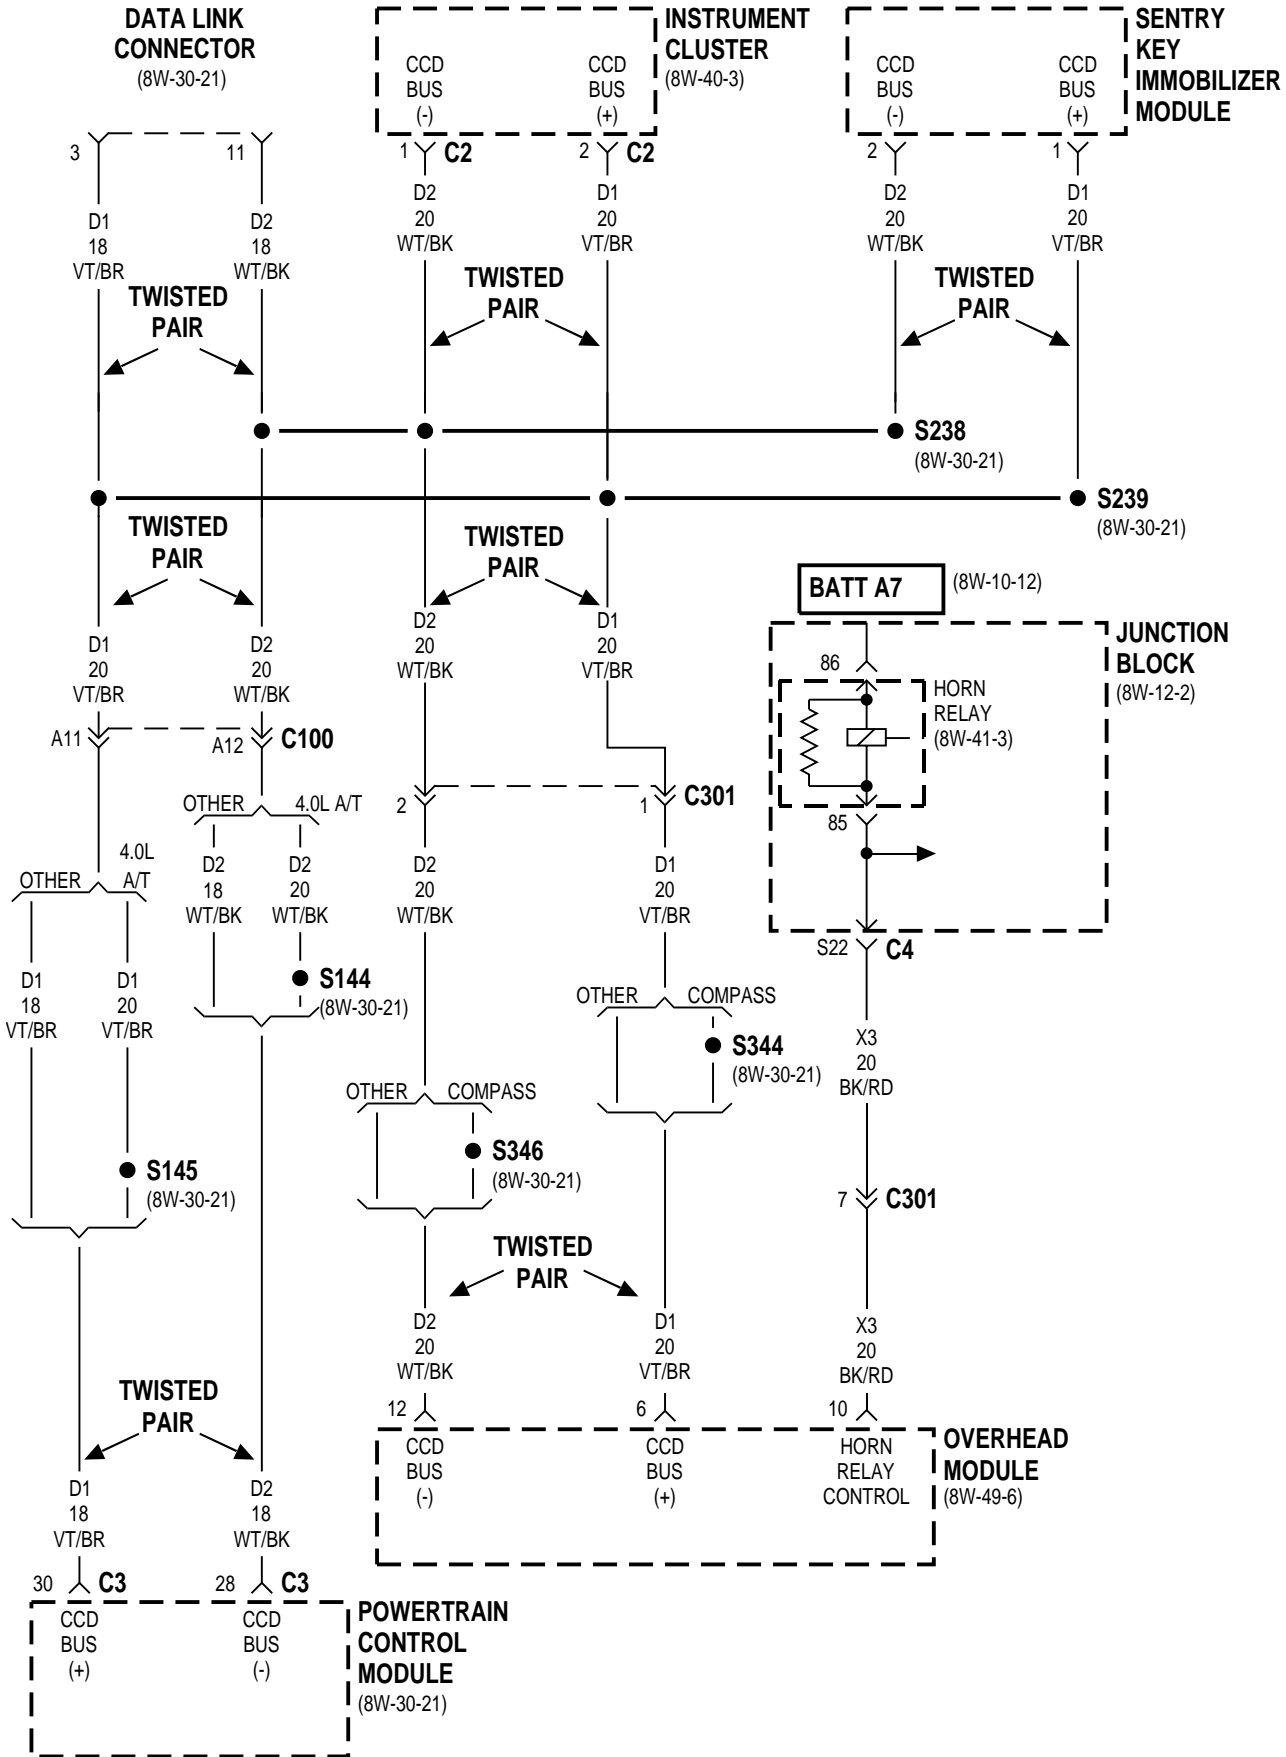 DATA LINK
CONNECTOR
(8W-30-21)
INSTRUMENT
CLUSTER
(8W-40-3)
SENTRY
KEY
IMMOBILIZER
MODULE
CCD
BUS
(-)
CCD
BUS
(+)
CCD
BUS
(-)
CCD
BUS
(+)
3
11
1
C2
2
C2
2
1
D1
18
VT/BR
D2
18
WT/BK
D2
20
WT/BK
D1
20
VT/BR
D2
20
WT/BK
D1
20
VT/BR
TWISTED
PAIR
TWISTED
PAIR
TWISTED
PAIR
S238
(8W-30-21)
S239
(8W-30-21)
TWISTED
PAIR
TWISTED
PAIR
BATT A7
(8W-10-12)
D1
20
VT/BR
D2
20
WT/BK
D2
20
WT/BK
D1
20
VT/BR
JUNCTION
BLOCK
(8W-12-2)
86
HORN
RELAY
(8W-41-3)
85
A11
A12
C100
2
1
C301
OTHER
4.0L A/T
D2
18
WT/BK
D2
20
WT/BK
4.0L
A/T
OTHER
D2
20
WT/BK
D1
20
VT/BR
S22
C4
D1
18
VT/BR
D1
20
VT/BR
S144
(8W-30-21)
OTHER
COMPASS
S344
(8W-30-21)
X3
20
BK/RD
OTHER
COMPASS
S346
(8W-30-21)
S145
(8W-30-21)
7
C301
TWISTED
PAIR
D2
20
WT/BK
D1
20
VT/BR
X3
20
BK/RD
TWISTED
PAIR
12
6
10
CCD
BUS
(-)
CCD
BUS
(+)
HORN
RELAY
CONTROL
OVERHEAD
MODULE
(8W-49-6)
D1
18
VT/BR
D2
18
WT/BK
30
C3
28
C3
CCD
BUS
(+)
CCD
BUS
(-)
POWERTRAIN
CONTROL
MODULE
(8W-30-21)